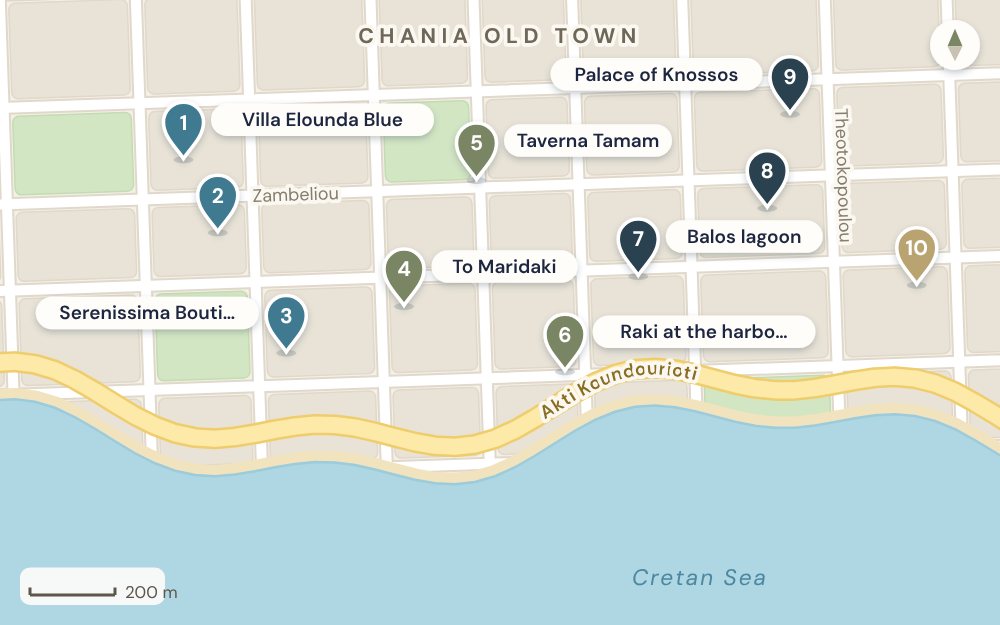 CHANIA OLD TOWN
Palace of Knossos
9
1
Villa Elounda Blue
5
Taverna Tamam
Theotokopoulou
8
2
Zambeliou
7
Balos lagoon
10
4
To Maridaki
Serenissima Bouti...
3
6
Raki at the harbo...
Akti Koundourioti
Cretan Sea
200 m